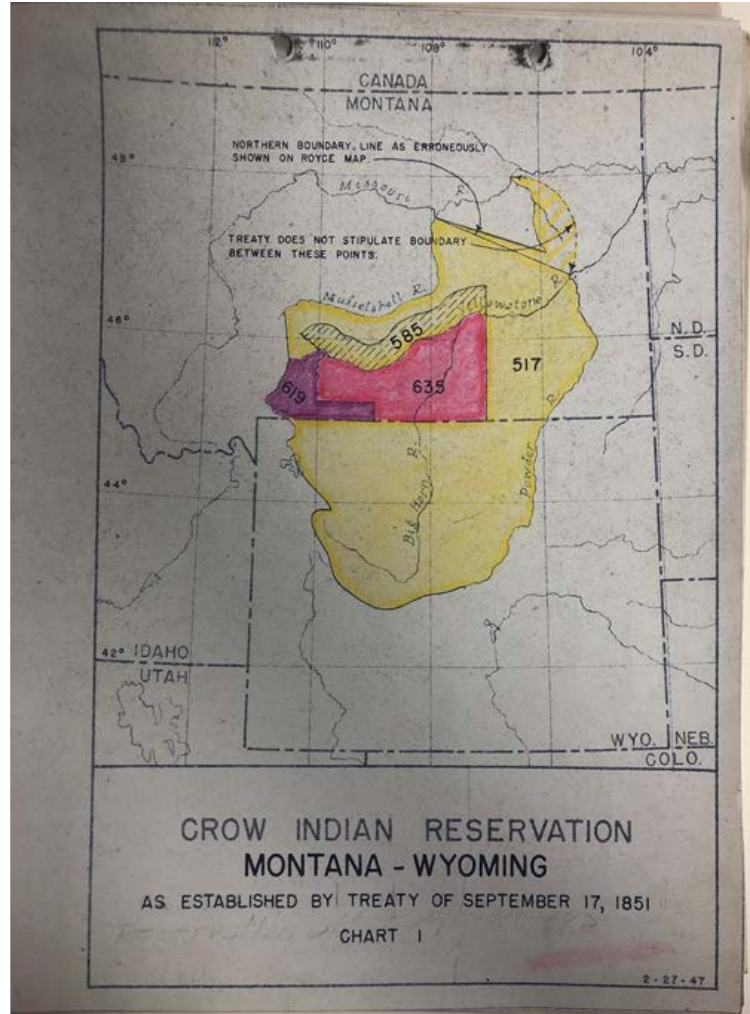 112°
110°
108°
104°
CANADA
MONTANA
NORTHERN BOUNDARY LINE AS ERRONEOUSLY
SHOWN ON ROYCE MAP.
48°
Missouri R.
TREATY DOES NOT STIPULATE BOUNDARY
BETWEEN THESE POINTS.
Musselshell R.
Yellowstone R.
46°
585
N.D.
S.D.
517
619
635
Big Horn R.
Powder R.
44°
42° IDAHO
UTAH
WYO. NEB.
COLO.
CROW INDIAN RESERVATION
MONTANA - WYOMING
AS ESTABLISHED BY TREATY OF SEPTEMBER 17, 1851
CHART 1
2-27-47